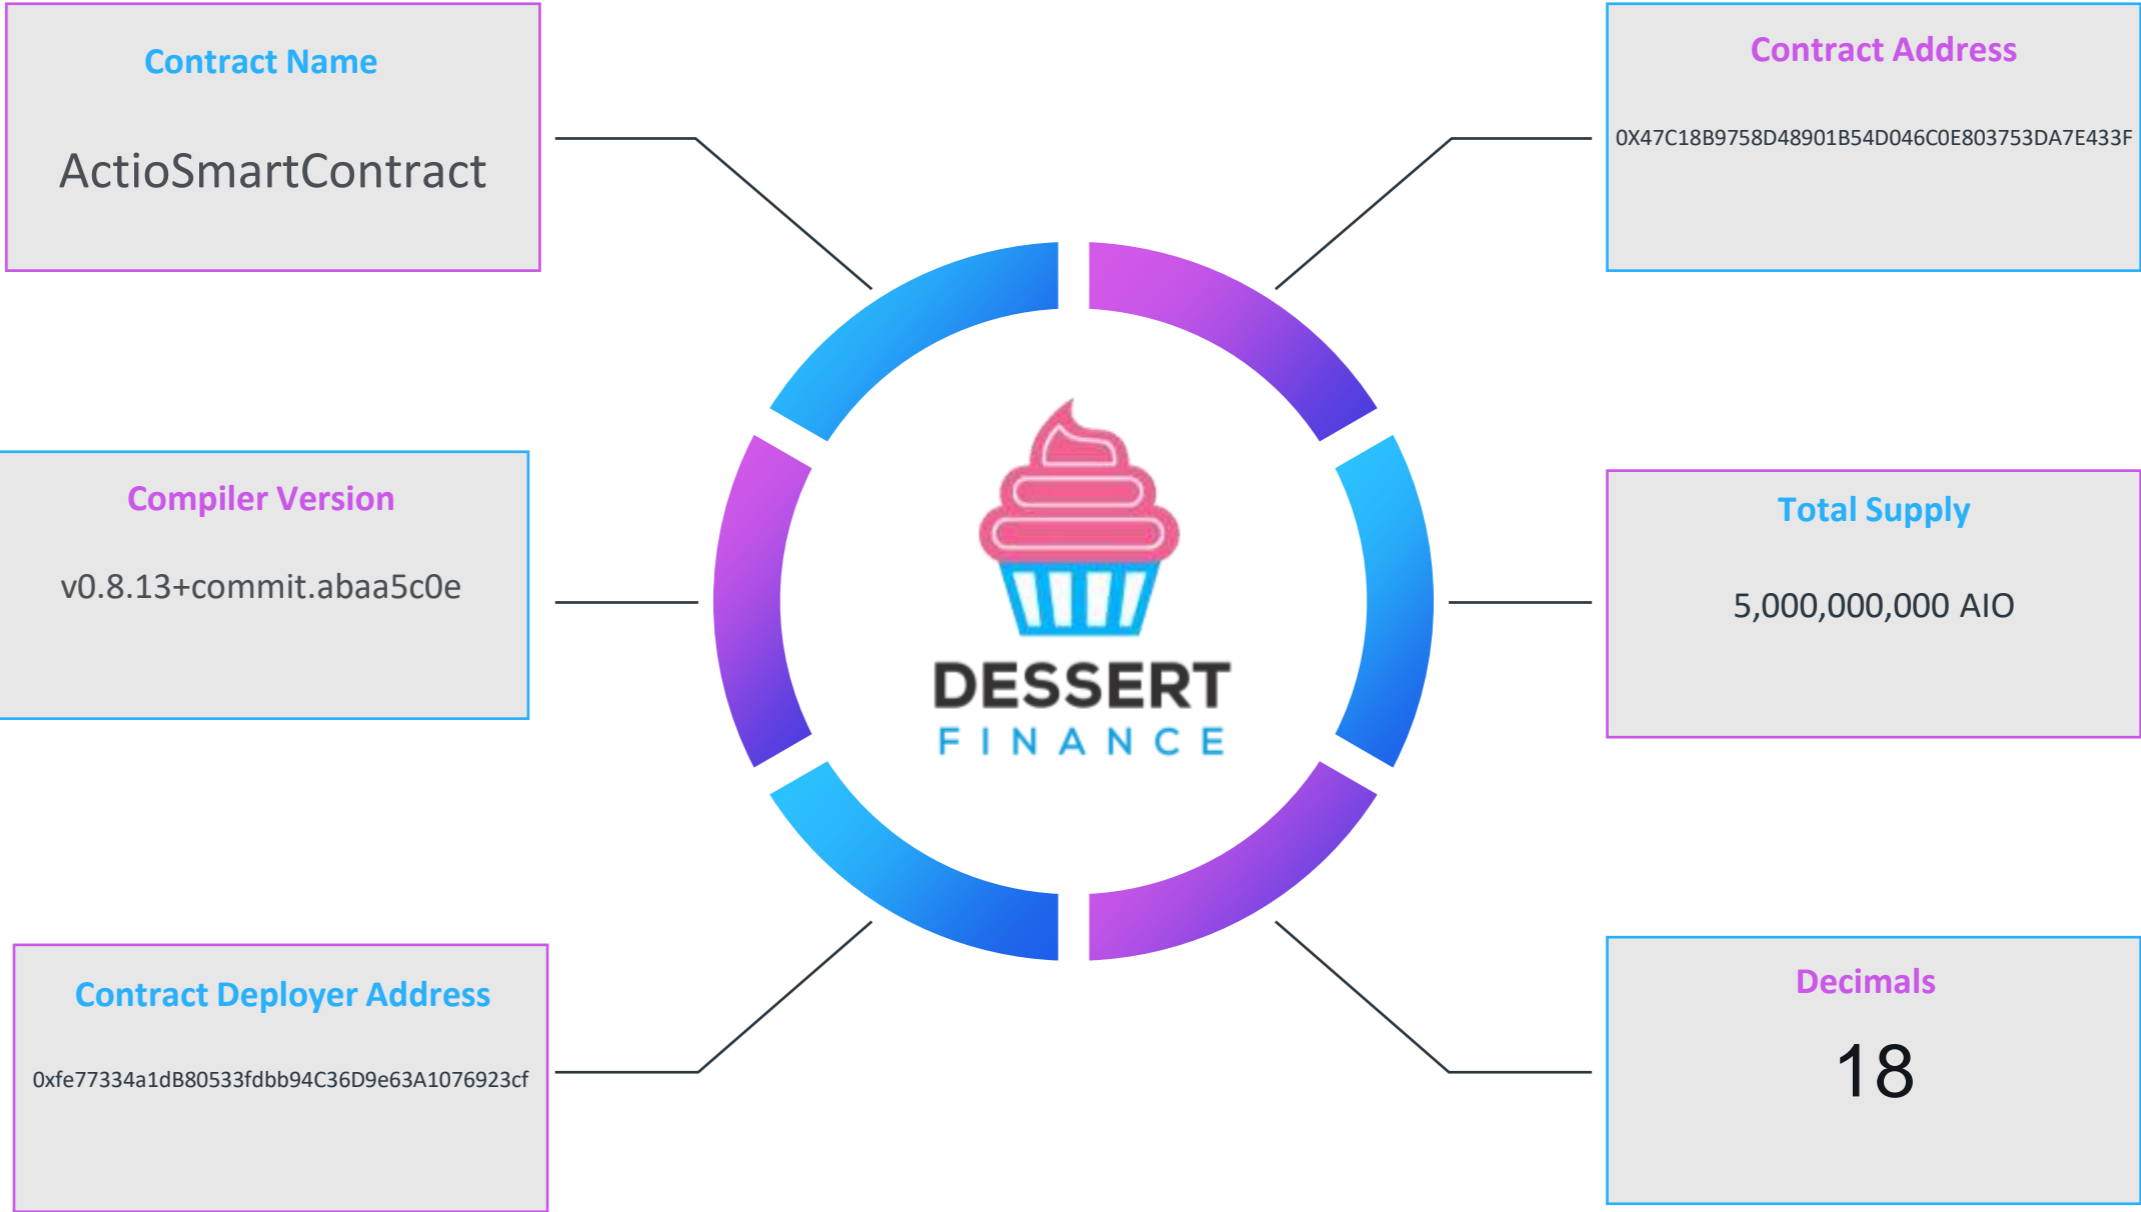 Contract Name
ActioSmartContract
Contract Address
0X47C18B9758D48901B54D046C0E803753DA7E433F
Compiler Version
v0.8.13+commit.abaa5c0e
DESSERT
FINANCE
Total Supply
5,000,000,000 AIO
Contract Deployer Address
0xfe77334a1dB80533fdbb94C36D9e63A1076923cf
Decimals
18